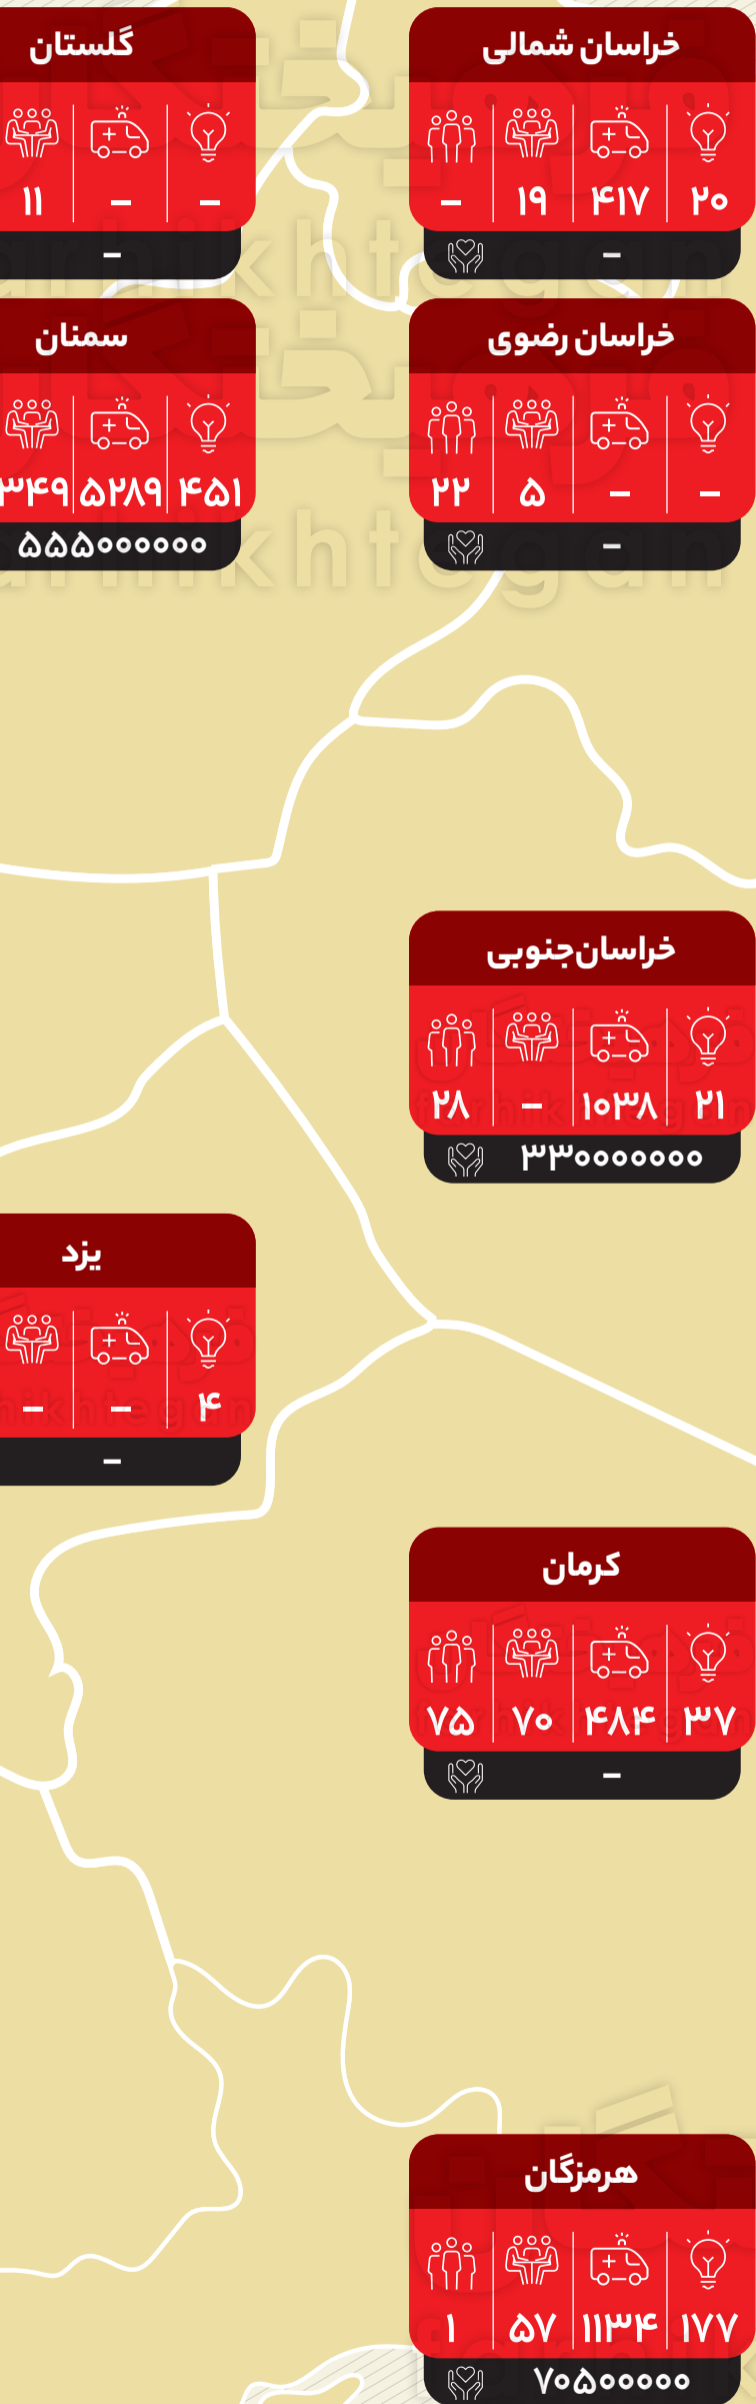 خراسان شمالی
۲۰ ۴۱۷ ۱۹ -
-
گلستان
- - ۱۱
-
خراسان رضوی
- - ۵ ۲۲
-
سمنان
۴۵۱ ۵۲۸۹ ۳۴۹
۵۵۵۰۰۰۰۰۰
خراسان‌جنوبی
۲۱ ۱۰۳۸ - ۲۸
۳۳۰۰۰۰۰۰۰
یزد
۴ - -
-
کرمان
۳۷ ۴۸۴ ۷۰ ۷۵
-
هرمزگان
۱۷۷ ۱۱۳۴ ۵۷ ۱
۷۰۵۰۰۰۰۰